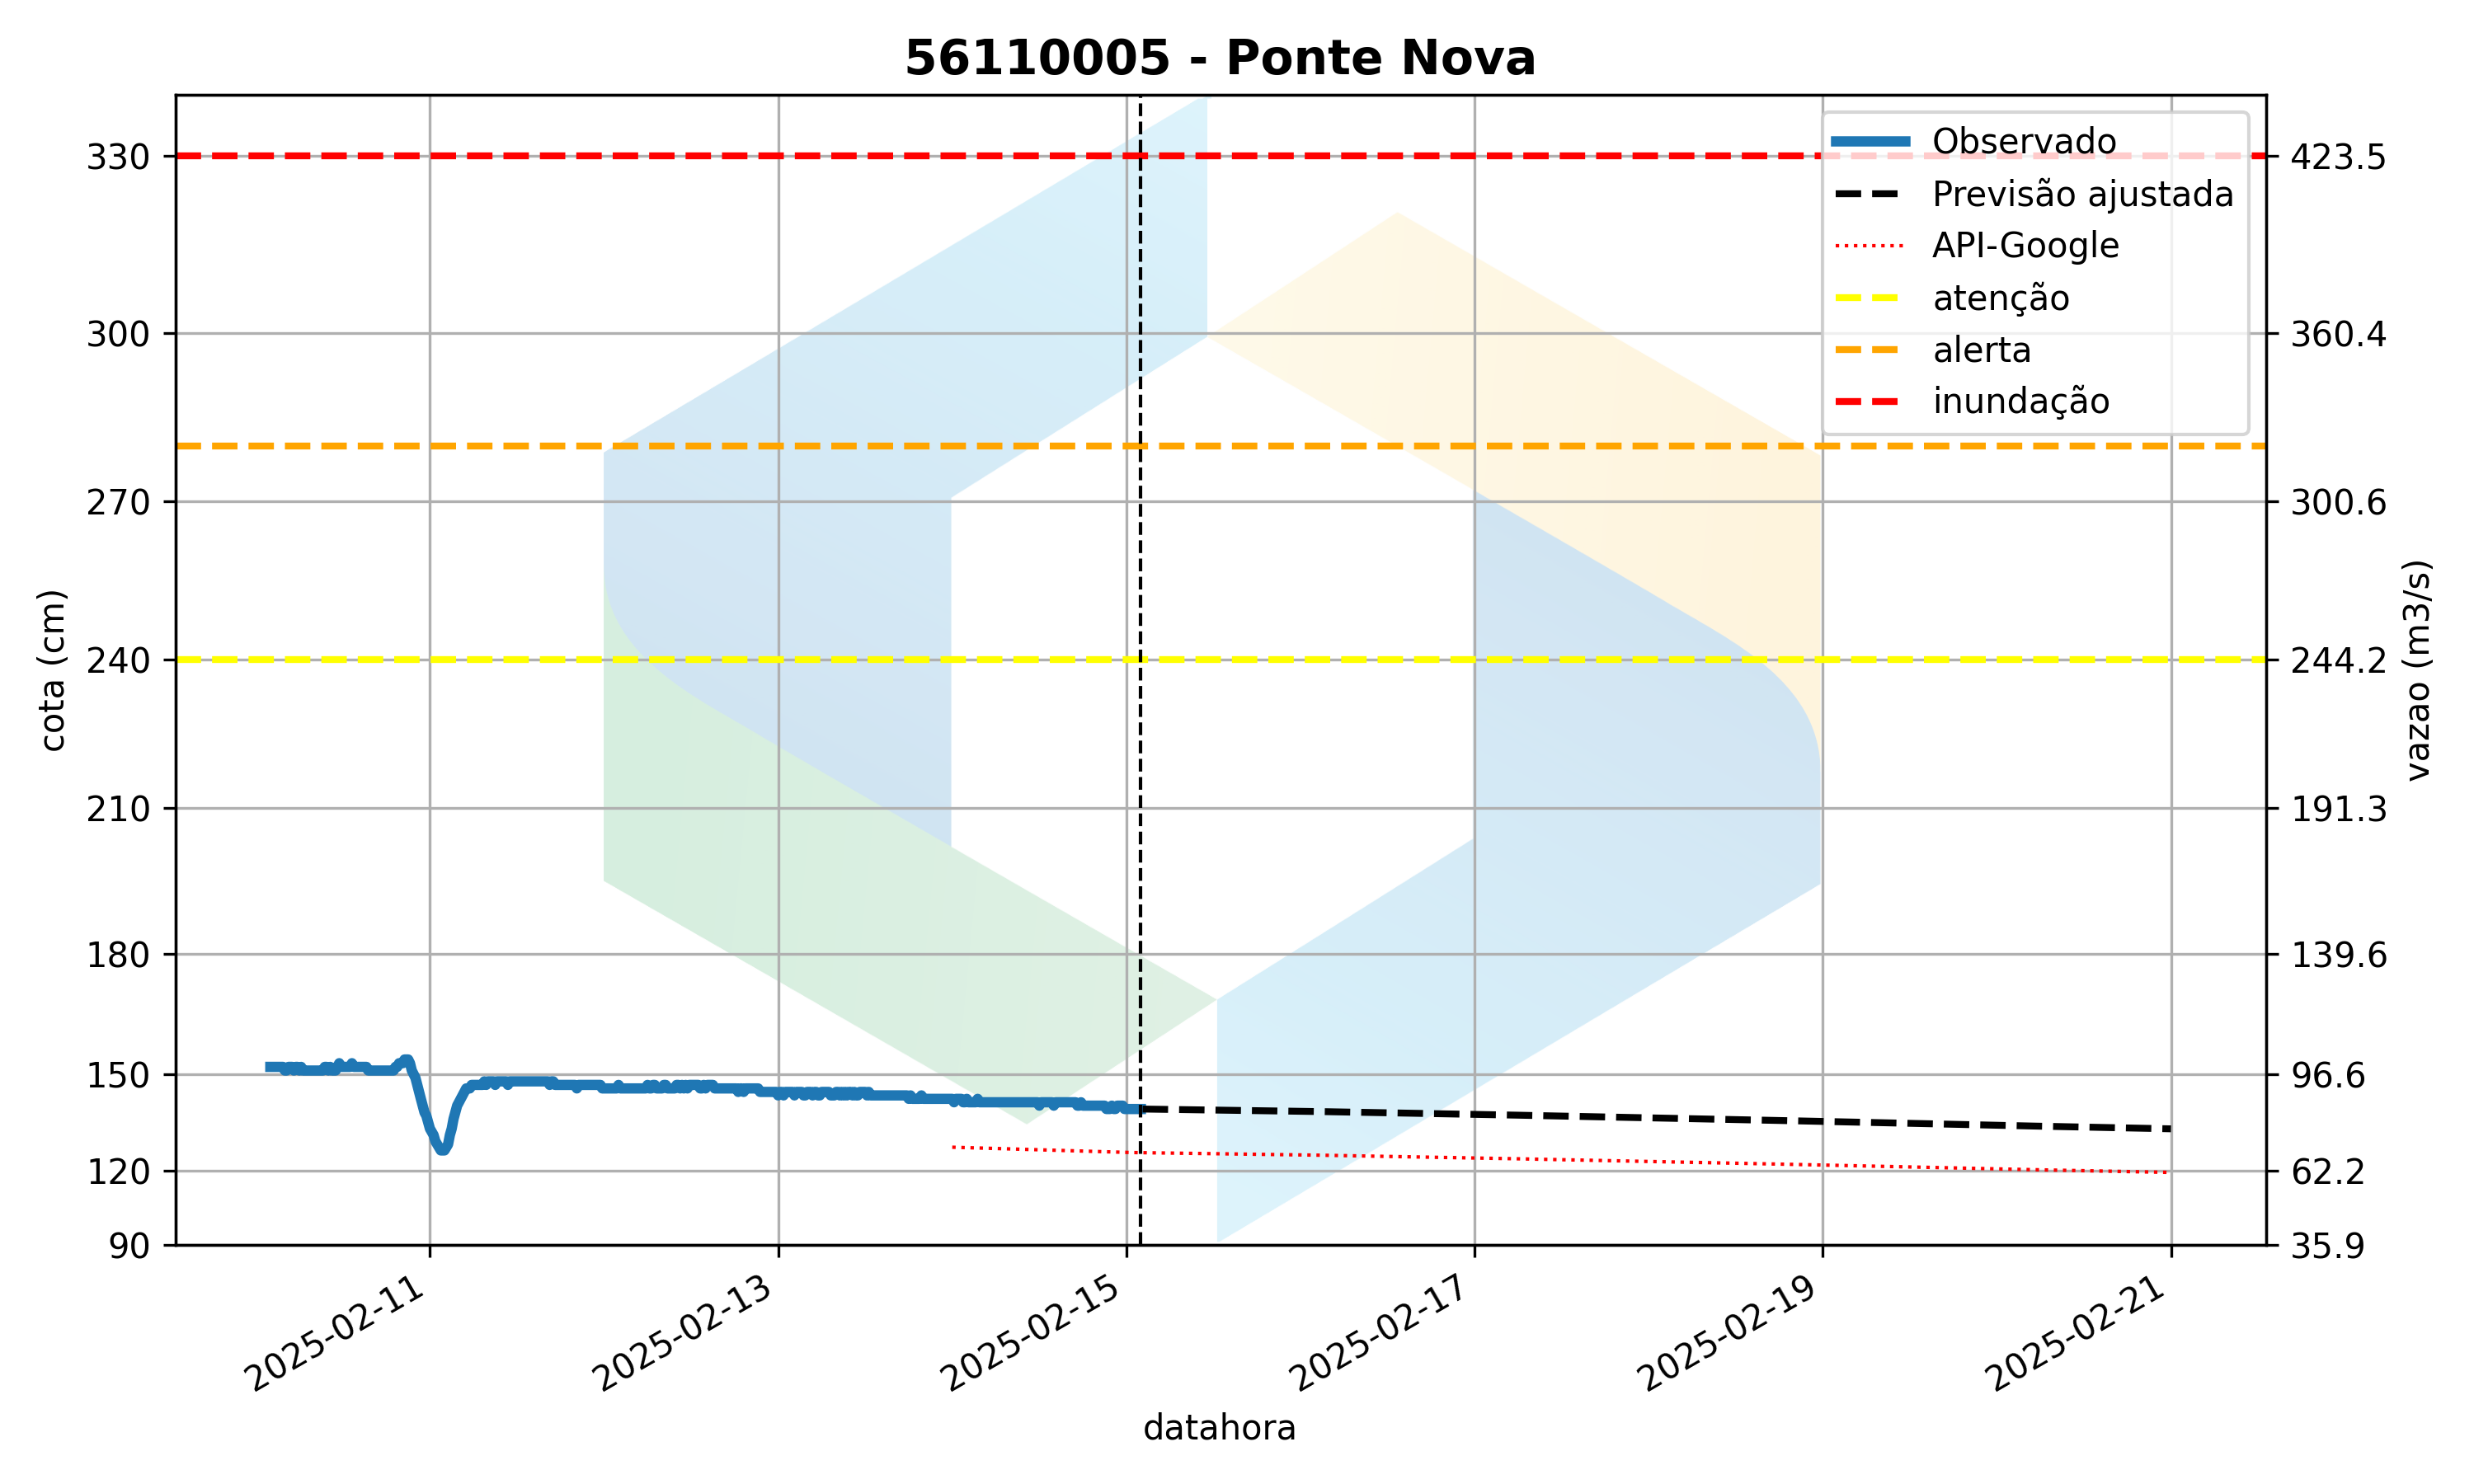 56110005 - Ponte Nova
Observado
Previsão ajustada
API-Google
atenção
alerta
inundação
cota (cm)
330
300
270
240
210
180
150
120
90
423.5
360.4
300.6
244.2
191.3
139.6
96.6
62.2
35.9
vazao (m3/s)
2025-02-11
2025-02-13
2025-02-15
2025-02-17
2025-02-19
2025-02-21
datahora